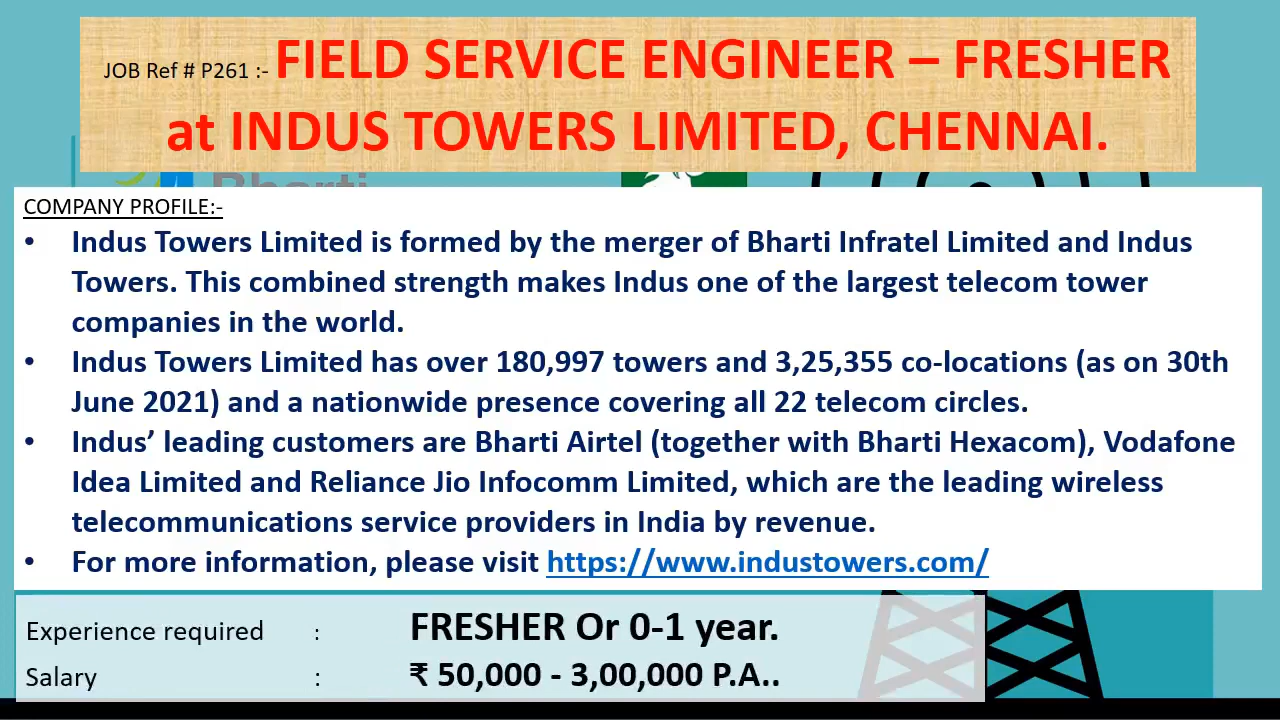 JOB Ref # P261 :- FIELD SERVICE ENGINEER – FRESHER
at INDUS TOWERS LIMITED, CHENNAI.
Bharti
COMPANY PROFILE:-
• Indus Towers Limited is formed by the merger of Bharti Infratel Limited and Indus
Towers. This combined strength makes Indus one of the largest telecom tower
companies in the world.
• Indus Towers Limited has over 180,997 towers and 3,25,355 co-locations (as on 30th
June 2021) and a nationwide presence covering all 22 telecom circles.
• Indus’ leading customers are Bharti Airtel (together with Bharti Hexacom), Vodafone
Idea Limited and Reliance Jio Infocomm Limited, which are the leading wireless
telecommunications service providers in India by revenue.
• For more information, please visit https://www.industowers.com/
Experience required : FRESHER Or 0-1 year.
Salary : ₹ 50,000 - 3,00,000 P.A..